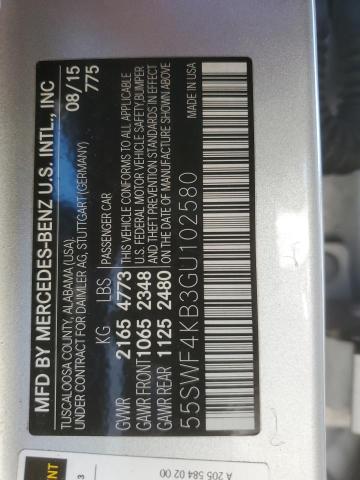 MFD BY MERCEDES-BENZ U.S. INTL., INC
TUSCALOOSA COUNTY, ALABAMA (USA)
UNDER CONTRACT FOR DAIMLER AG, STUTTGART (GERMANY)
08/15
775
KG LBS
GVWR 2165 4773
GAWR FRONT 1065 2348
GAWR REAR 1125 2480
PASSENGER CAR
THIS VEHICLE CONFORMS TO ALL APPLICABLE
U.S. FEDERAL MOTOR VEHICLE SAFETY,BUMPER
AND THEFT PREVENTION STANDARDS IN EFFECT
ON THE DATE OF MANUFACTURE SHOWN ABOVE
55SWF4KB3GU102580
MADE IN USA
A 205 584 02 00